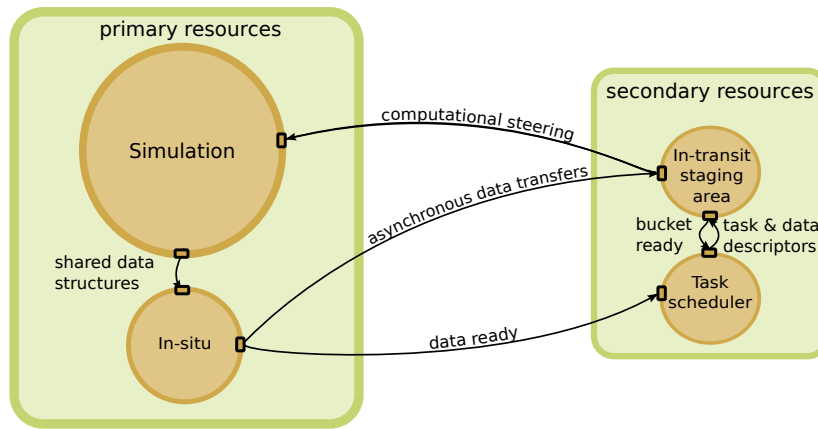 primary resources
Simulation
shared data
structures
In-situ
computational steering
asynchronous data transfers
data ready
secondary resources
In-transit
staging
area
bucket
ready
task & data
descriptors
Task
scheduler